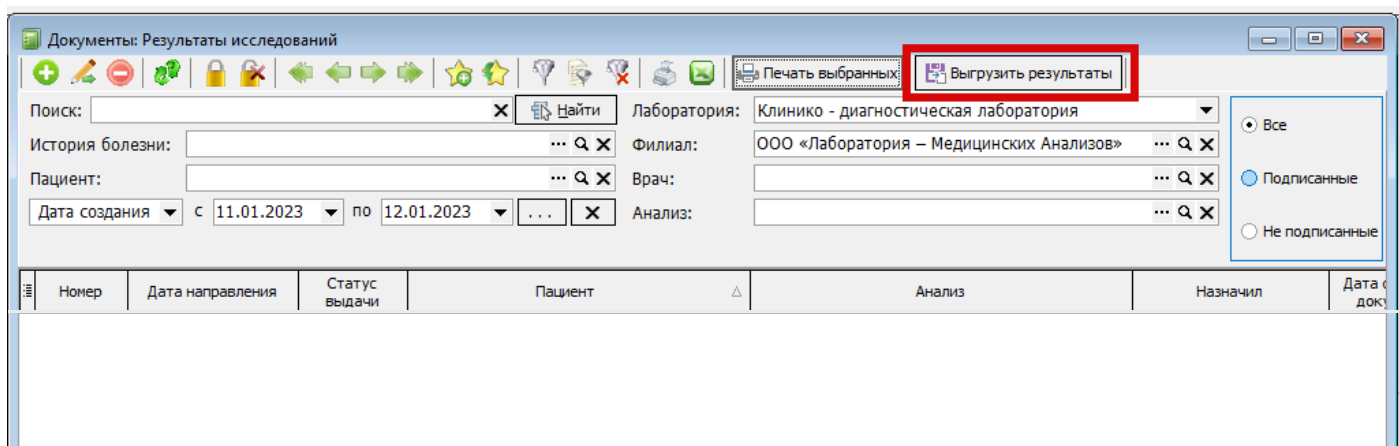 Документы: Результаты исследований
Печать выбранных Выгрузить результаты
Поиск: Найти Лаборатория: Клинико - диагностическая лаборатория
Все
История болезни: ... Филиал: ООО «Лаборатория – Медицинских Анализов» ...
Пациент: ... Врач: ... Подписанные
Дата создания с 11.01.2023 по 12.01.2023 ... Анализ: ...
Не подписанные
Номер Дата направления Статус выдачи Пациент Анализ Назначил Дата